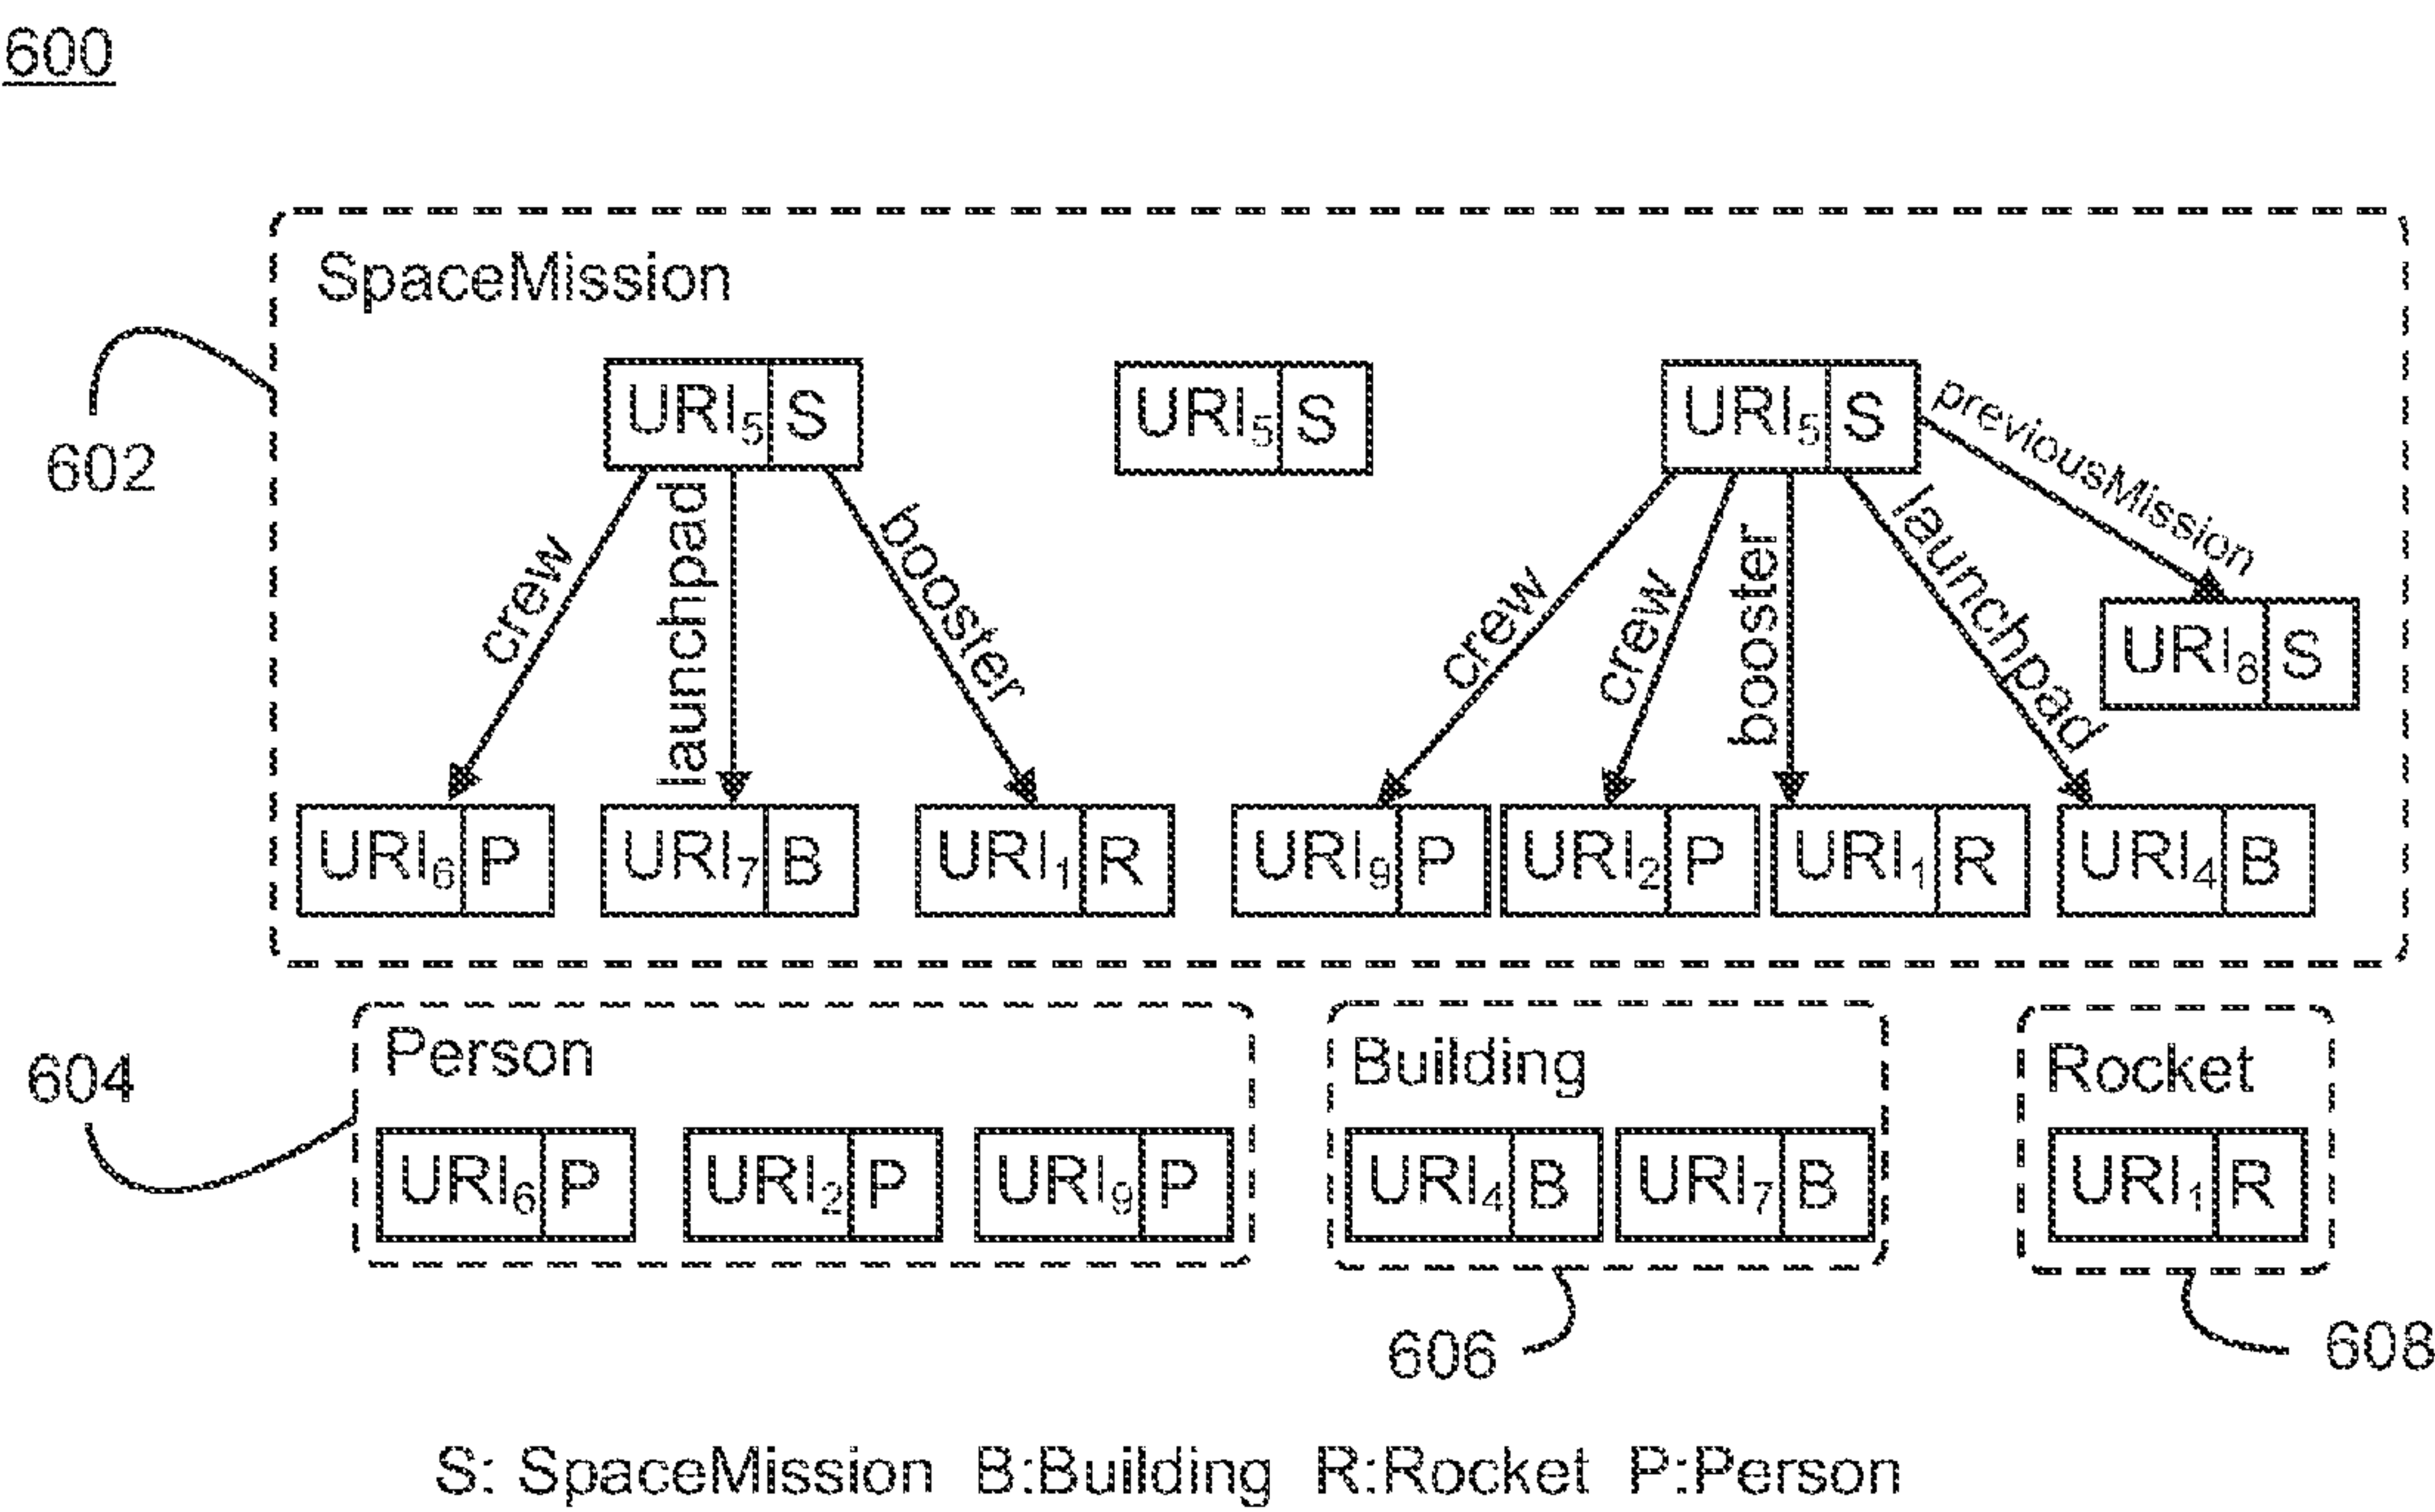 600
SpaceMission
URI5 S
URI5 S
URI5 S
previousMission
crew
launchpad
booster
crew
crew
booster
launchpad
URI8 S
602
URI6 P
URI7 B
URI1 R
URI9 P
URI2 P
URI1 R
URI4 B
604
Person
URI6 P
URI2 P
URI9 P
Building
URI4 B
URI7 B
Rocket
URI1 R
606
608
S: SpaceMission B:Building R:Rocket P:Person